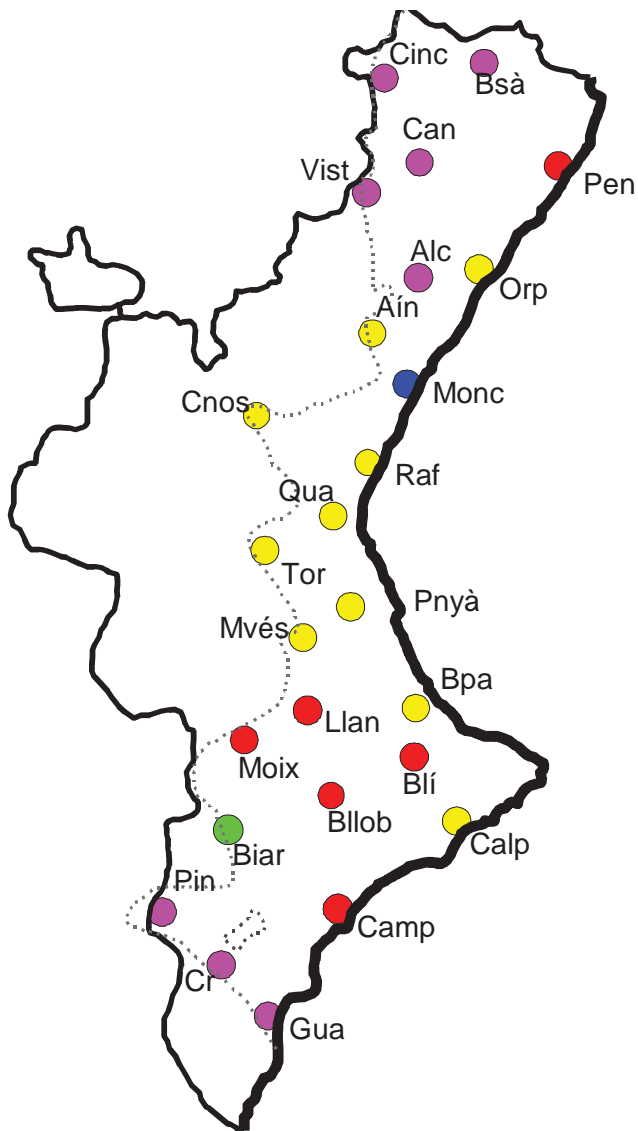 Cinc
Bsà
Can
Vist
Pen
Alc
Orp
Aín
Monc
Cnos
Raf
Qua
Tor
Pnyà
Mvés
Bpa
Llan
Moix
Blí
Bllob
Calp
Biar
Pin
Camp
Cr
Gua